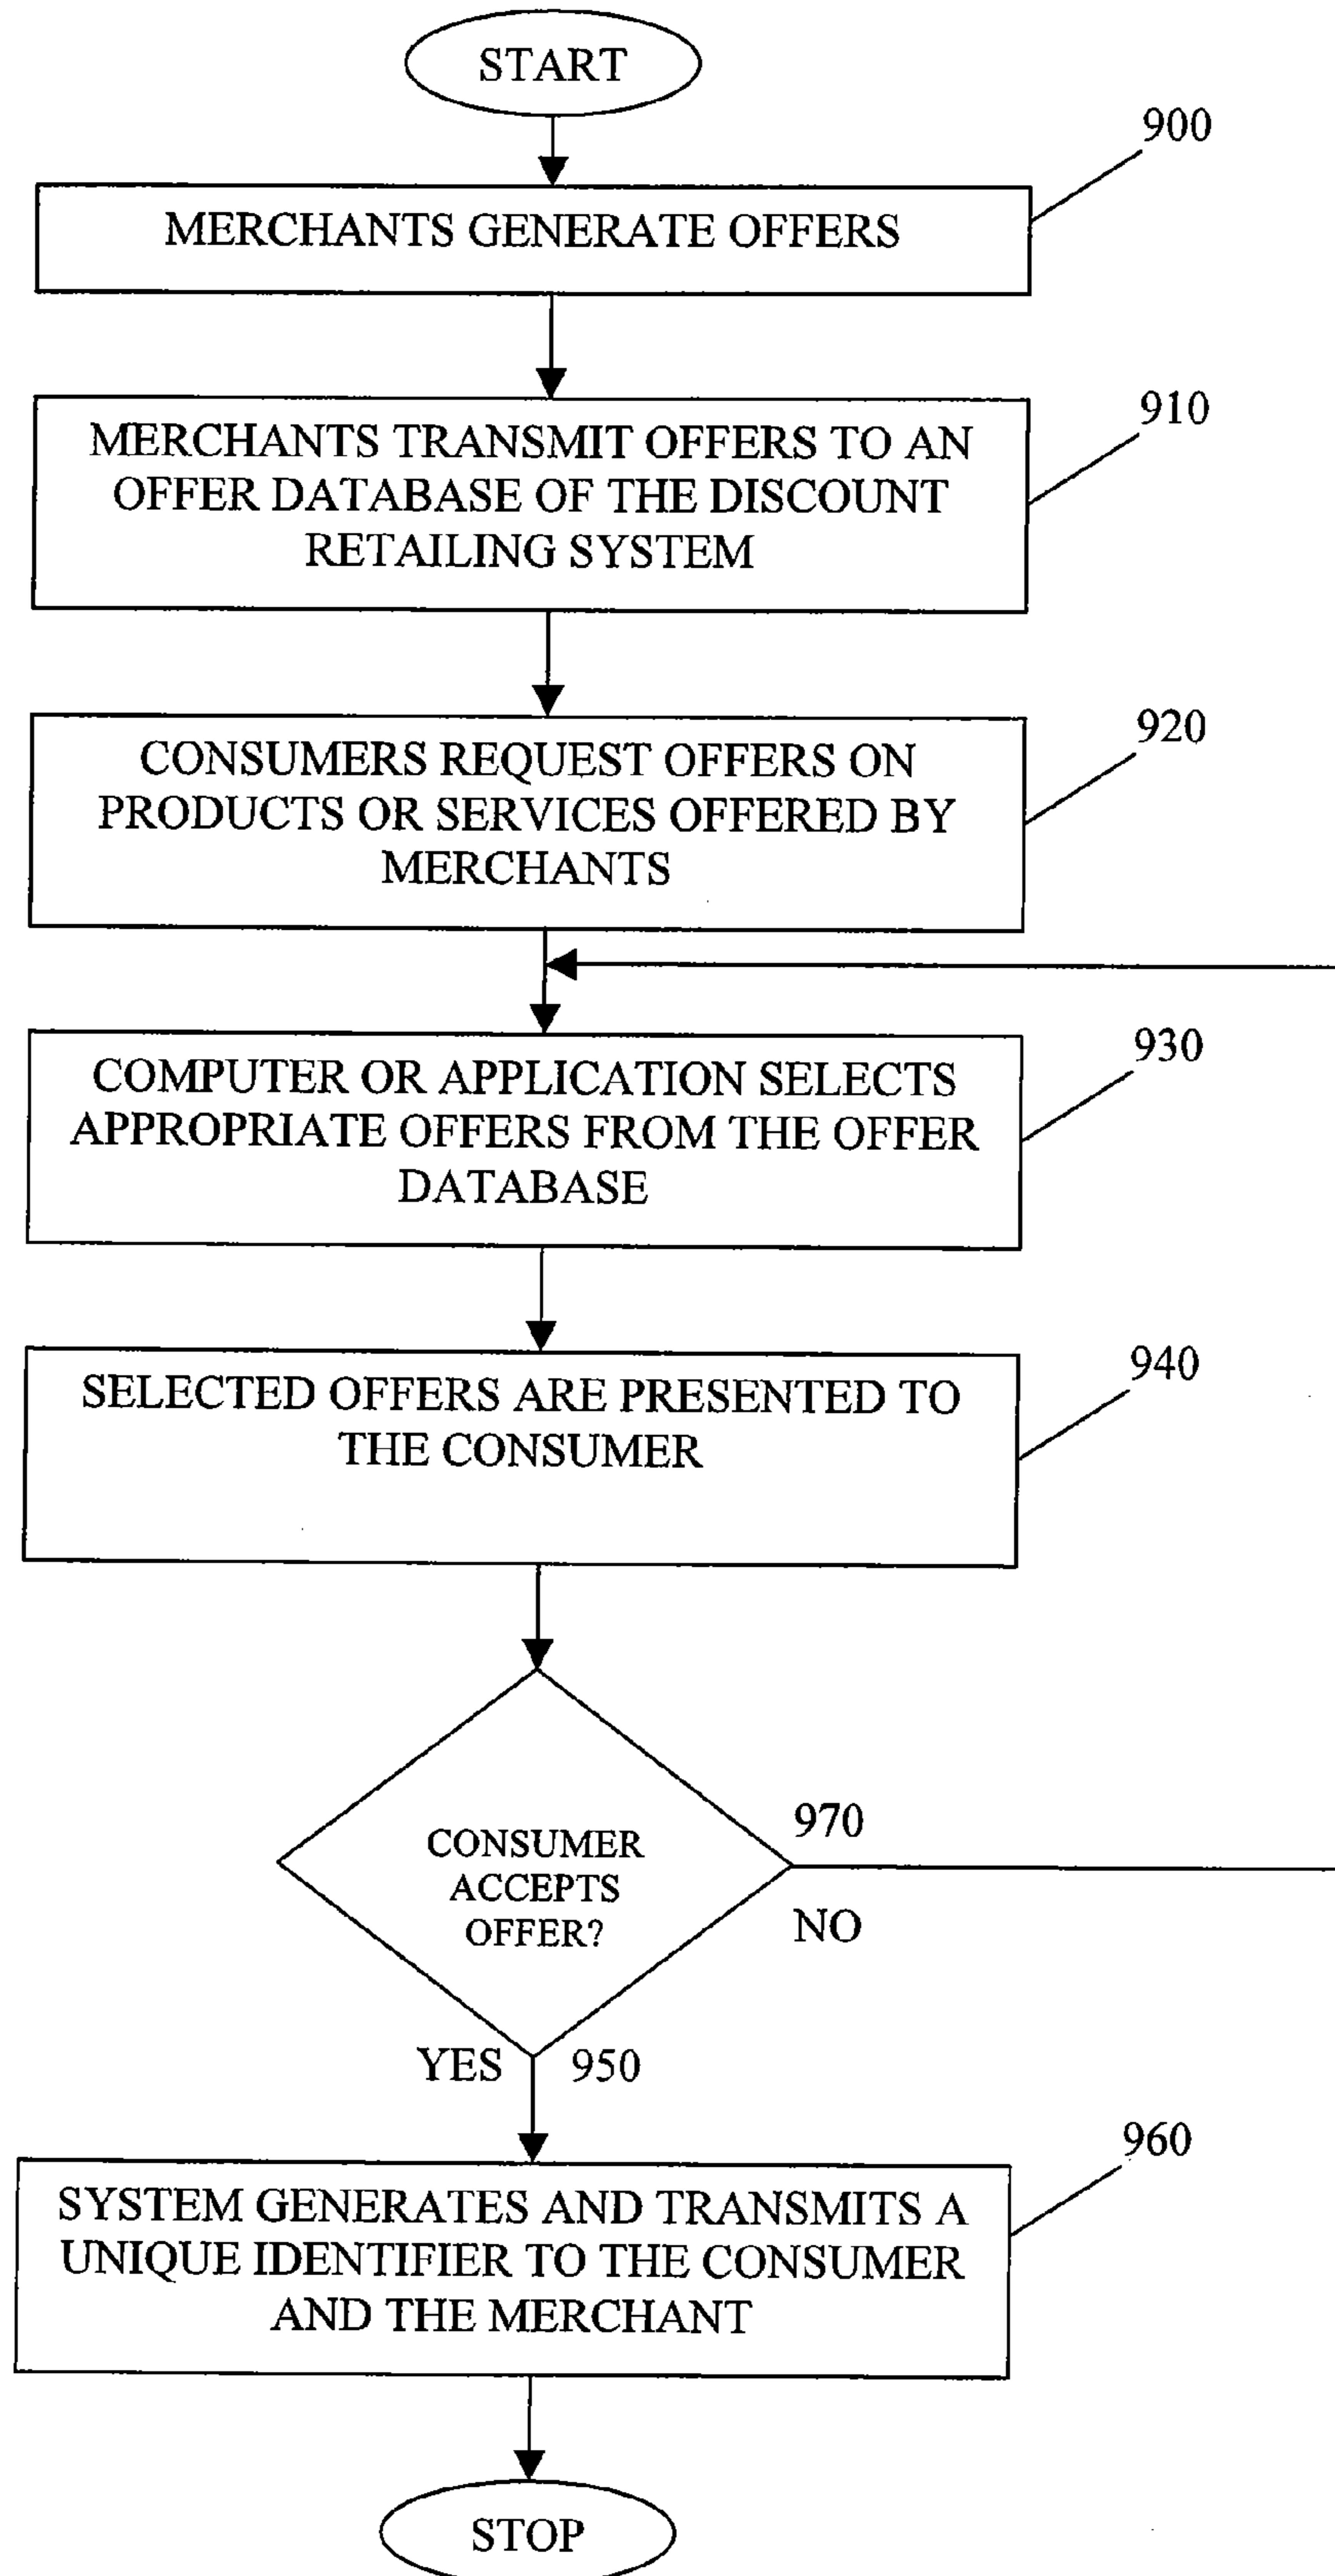 START
900
MERCHANTS GENERATE OFFERS
910
MERCHANTS TRANSMIT OFFERS TO AN
OFFER DATABASE OF THE DISCOUNT
RETAILING SYSTEM
920
CONSUMERS REQUEST OFFERS ON
PRODUCTS OR SERVICES OFFERED BY
MERCHANTS
930
COMPUTER OR APPLICATION SELECTS
APPROPRIATE OFFERS FROM THE OFFER
DATABASE
940
SELECTED OFFERS ARE PRESENTED TO
THE CONSUMER
970
CONSUMER
ACCEPTS
OFFER?
NO
YES 950
960
SYSTEM GENERATES AND TRANSMITS A
UNIQUE IDENTIFIER TO THE CONSUMER
AND THE MERCHANT
STOP